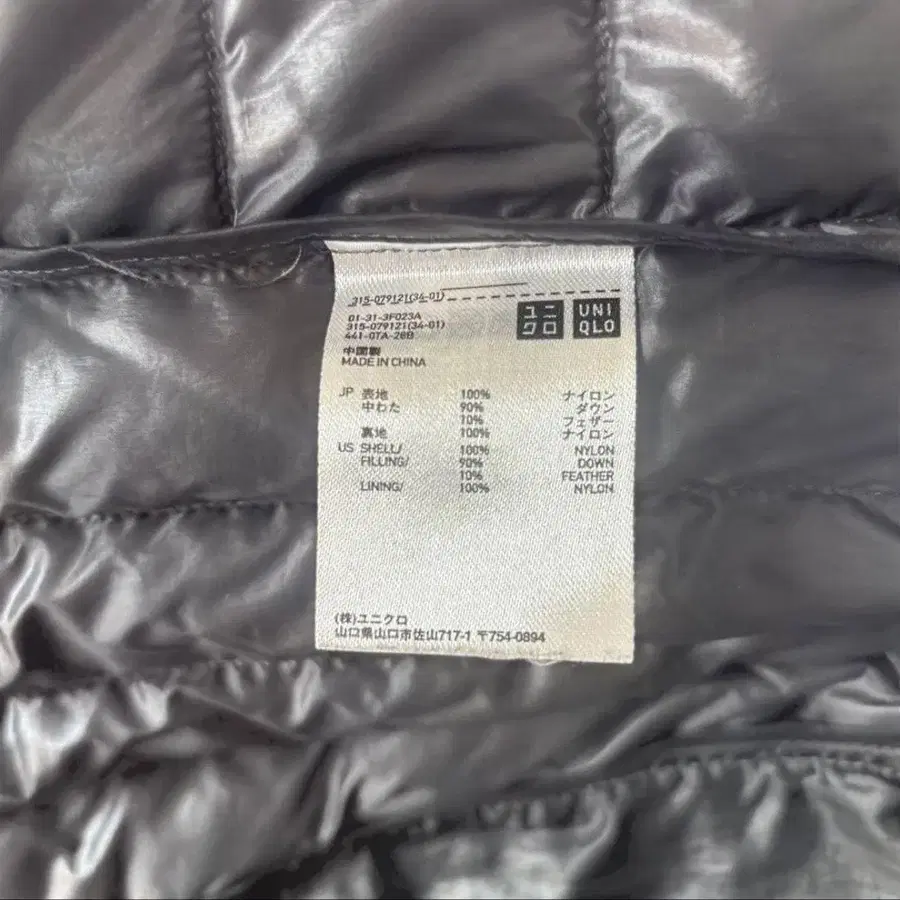 315-079121(34-01)
ユニ
クロ
UNI
QLO
01-31-3F023A
315-079121(34-01)
441-07A-28B
中国製
MADE IN CHINA
JP 表地 100% ナイロン
中わた 90% ダウン
10% フェザー
裏地 100% ナイロン
US SHELL/ 100% NYLON
FILLING/ 90% DOWN
10% FEATHER
LINING/ 100% NYLON
(株)ユニクロ
山口県山口市佐山717-1 〒754-0894